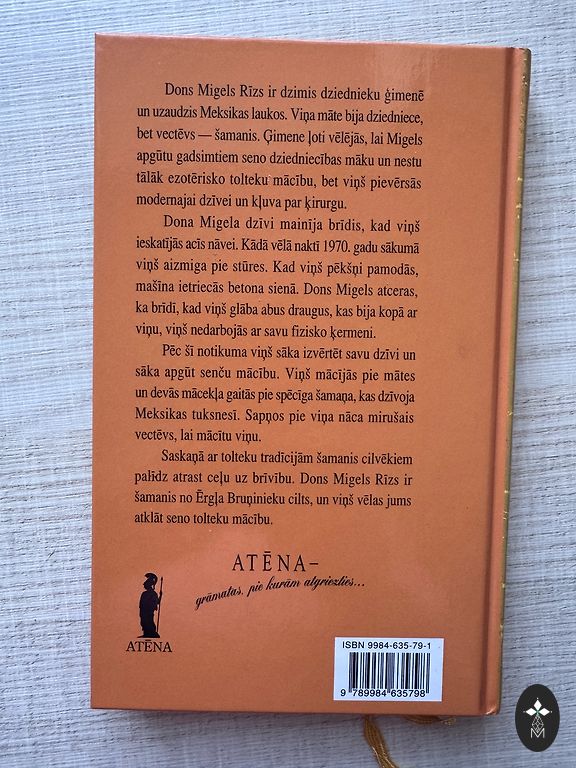 Dons Migels Rīzs ir dzimis dziednieku ģimenē
un uzaudzis Meksikas laukos. Viņa māte bija dziedniece,
bet vectēvs — šamanis. Ģimene ļoti vēlējās, lai Migels
apgūtu gadsimtiem seno dziedniecības māku un nestu
tālāk ezotērisko tolteku mācību, bet viņš pievērsās
modernajai dzīvei un kļuva par ķirurgu.
Dona Migela dzīvi mainīja brīdis, kad viņš
ieskatījās acīs nāvei. Kādā vēlā naktī 1970. gadu sākumā
viņš aizmiga pie stūres. Kad viņš pēkšņi pamodās,
mašīna ietriecās betona sienā. Dons Migels atceras,
ka brīdī, kad viņš glāba abus draugus, kas bija kopā ar
viņu, viņš nedarbojās ar savu fizisko ķermeni.
Pēc šī notikuma viņš sāka izvērtēt savu dzīvi un
sāka apgūt senču mācību. Viņš mācījās pie mātes
un devās mācekļa gaitās pie spēcīga šamaņa, kas dzīvoja
Meksikas tuksnesī. Sapņos pie viņa nāca mirušais
vectēvs, lai mācītu viņu.
Saskaņā ar tolteku tradīcijām šamanis cilvēkiem
palīdz atrast ceļu uz brīvību. Dons Migels Rīzs ir
šamanis no Ērgļa Bruņinieku cilts, un viņš vēlas jums
atklāt seno tolteku mācību.
ATĒNA–
grāmatas, pie kurām atgriezties...
ATĒNA
ISBN 9984-635-79-1
9 789984 635798
M